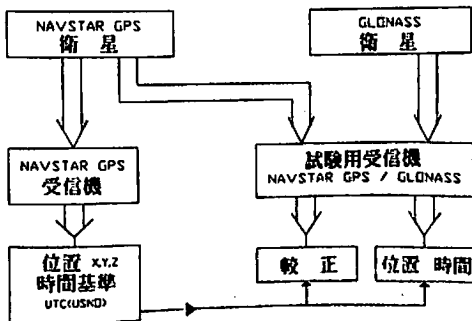 NAVSTAR GPS
衛 星
GLONASS
衛 星
NAVSTAR GPS
受信機
試験用受信機
NAVSTAR GPS / GLONASS
位置 X,Y,Z
時間基準
UTC(USNO)
較 正
位置 時間